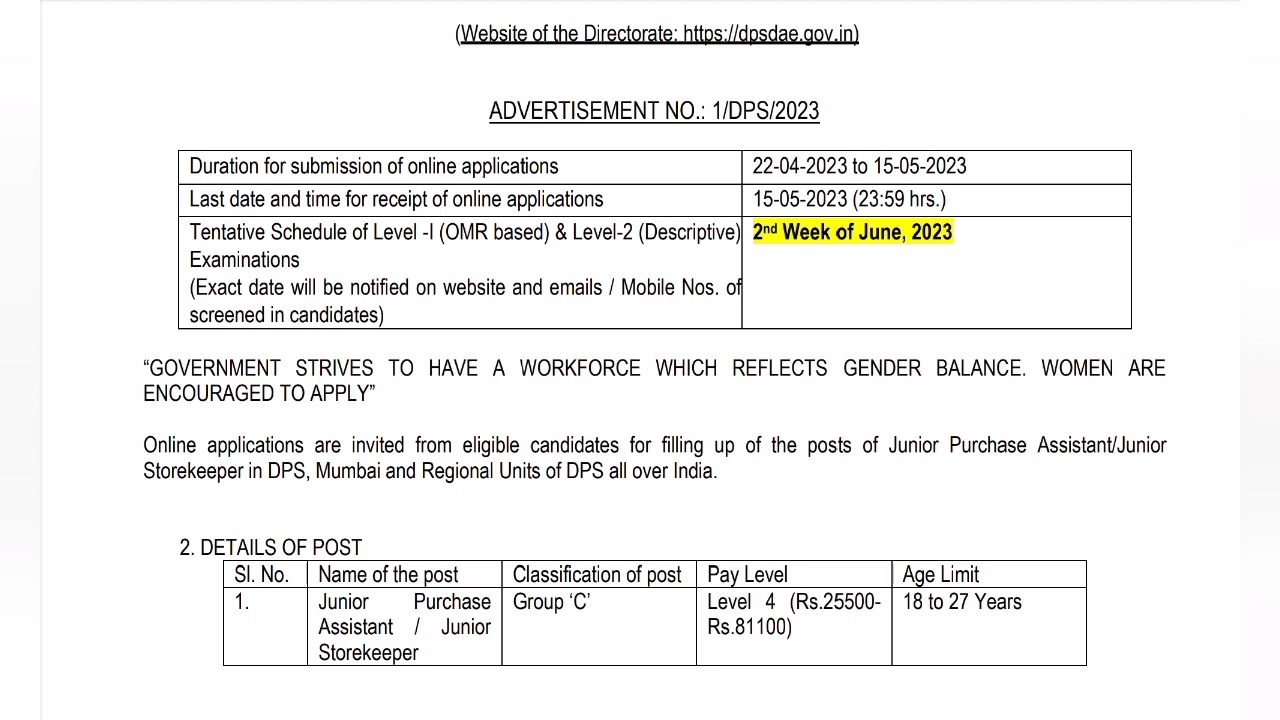 (Website of the Directorate: https://dpsdae.gov.in)
ADVERTISEMENT NO.: 1/DPS/2023
Duration for submission of online applications 22-04-2023 to 15-05-2023
Last date and time for receipt of online applications 15-05-2023 (23:59 hrs.)
Tentative Schedule of Level -I (OMR based) & Level-2 (Descriptive) 2nd Week of June, 2023
Examinations
(Exact date will be notified on website and emails / Mobile Nos. of
screened in candidates)
“GOVERNMENT STRIVES TO HAVE A WORKFORCE WHICH REFLECTS GENDER BALANCE. WOMEN ARE
ENCOURAGED TO APPLY”
Online applications are invited from eligible candidates for filling up of the posts of Junior Purchase Assistant/Junior
Storekeeper in DPS, Mumbai and Regional Units of DPS all over India.
2. DETAILS OF POST
Sl. No. Name of the post Classification of post Pay Level Age Limit
1. Junior Purchase Group ‘C’ Level 4 (Rs.25500- 18 to 27 Years
Assistant / Junior Rs.81100)
Storekeeper